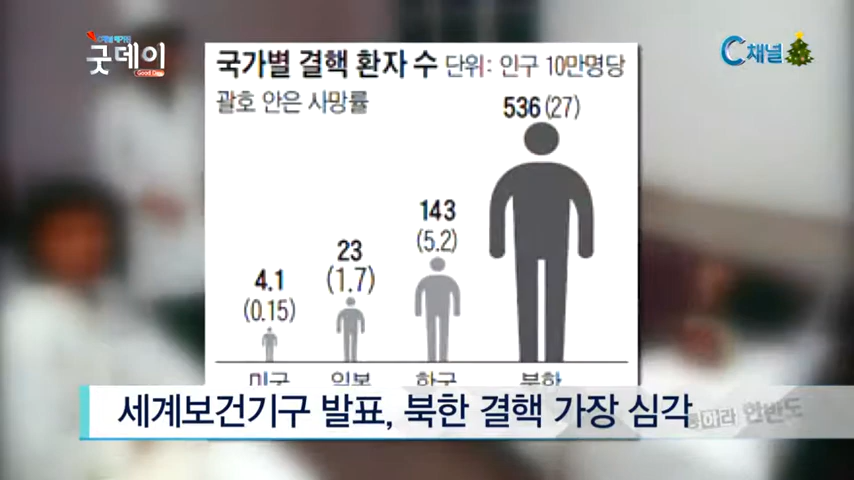 굿데이
Good Day
C채널
국가별 결핵 환자 수 단위: 인구 10만명당
괄호 안은 사망률
536(27)
143
(5.2)
23
(1.7)
4.1
(0.15)
미국 일본 한국 북한
세계보건기구 발표, 북한 결핵 가장 심각
한반도